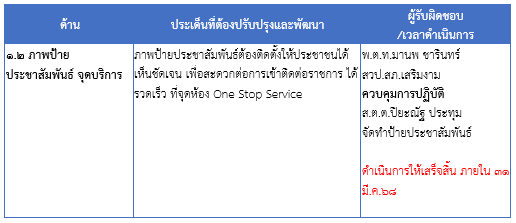 ด้าน
ประเด็นที่ต้องปรับปรุงและพัฒนา
ผู้รับผิดชอบ
/เวลาดำเนินการ
๑.๒ ภาพป้าย
ประชาสัมพันธ์ จุดบริการ
ภาพป้ายประชาสัมพันธ์ต้องติดตั้งให้ประชาชนได้
เห็นชัดเจน เพื่อสะดวกต่อการเข้าติดต่อราชการ ได้
รวดเร็ว ที่จุดห้อง One Stop Service
พ.ต.ท.มานพ ชารินทร์
สวป.สภ.เสริมงาม
ควบคุมการปฏิบัติ
ส.ต.ต.ปิยะณัฐ ประทุม
จัดทำป้ายประชาสัมพันธ์
ดำเนินการให้เสร็จสิ้น ภายใน ๓๑
มี.ค.๖๘